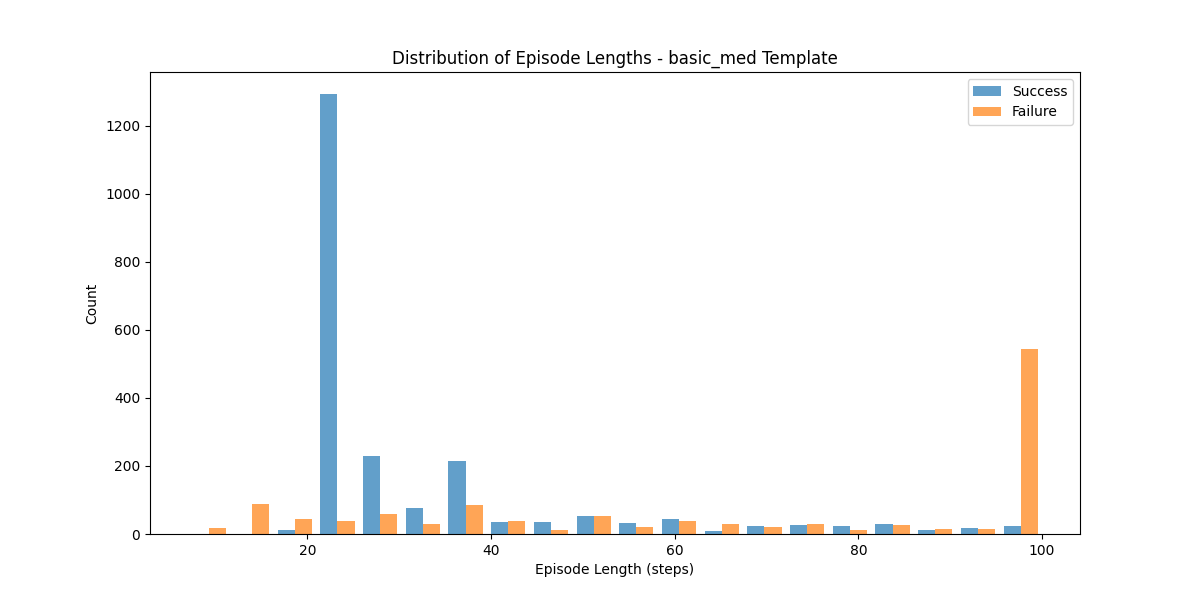 Distribution of Episode Lengths - basic_med Template
Success
Failure
1200
1000
800
600
400
200
0
Count
20
40
60
80
100
Episode Length (steps)